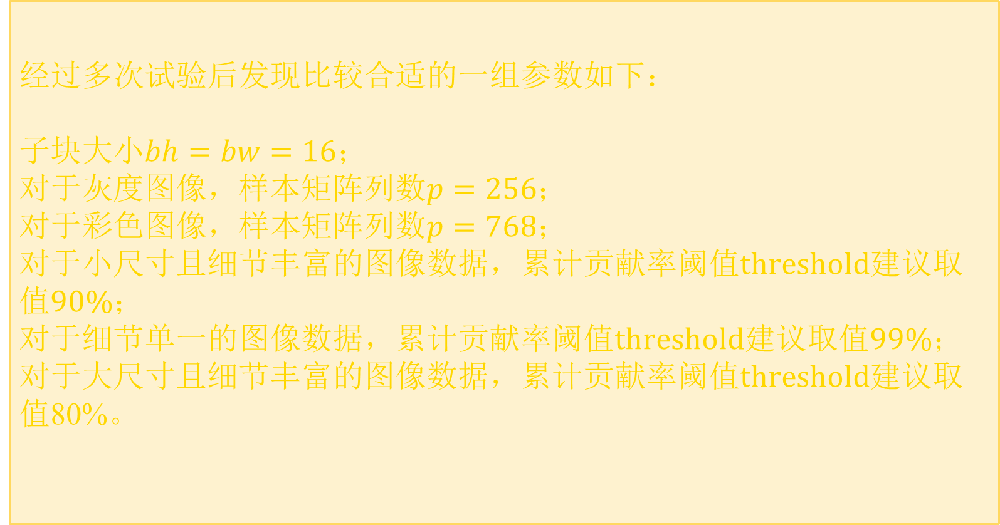 经过多次试验后发现比较合适的一组参数如下：
子块大小bh = bw = 16；
对于灰度图像，样本矩阵列数p = 256；
对于彩色图像，样本矩阵列数p = 768；
对于小尺寸且细节丰富的图像数据，累计贡献率阈值threshold建议取
值90%；
对于细节单一的图像数据，累计贡献率阈值threshold建议取值99%；
对于大尺寸且细节丰富的图像数据，累计贡献率阈值threshold建议取
值80%。